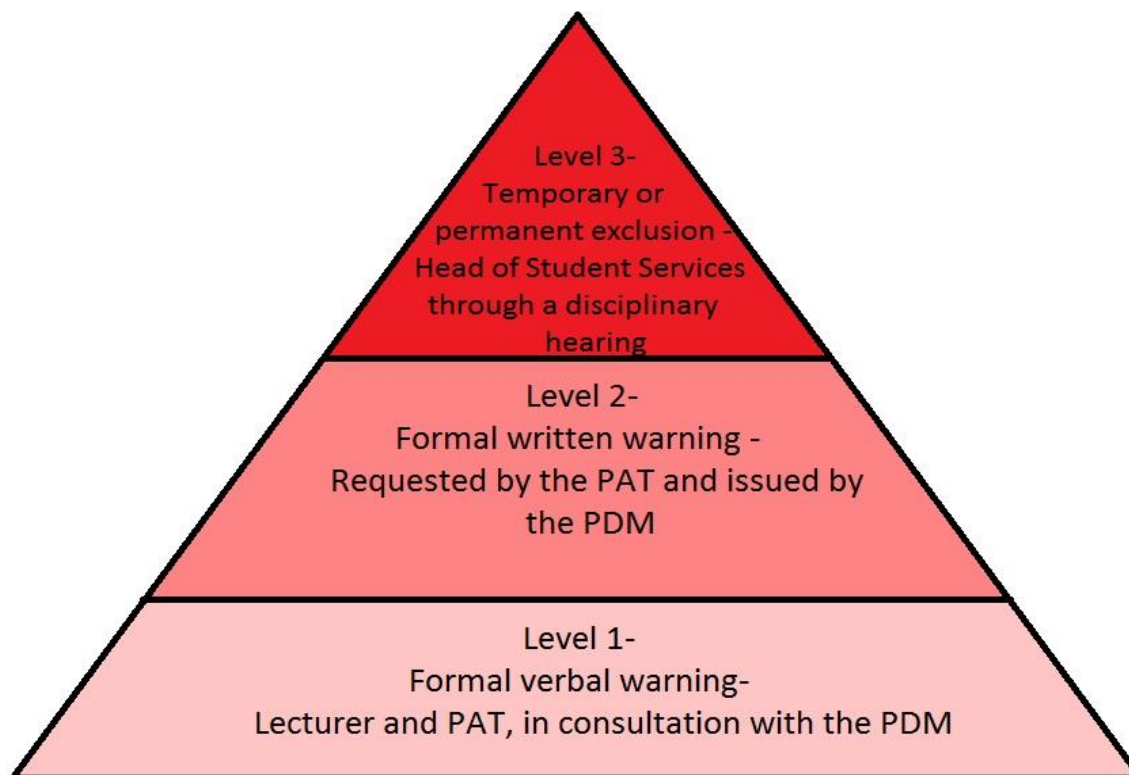 Level 3-
Temporary or
permanent exclusion -
Head of Student Services
through a disciplinary
hearing
Level 2-
Formal written warning -
Requested by the PAT and issued by
the PDM
Level 1-
Formal verbal warning-
Lecturer and PAT, in consultation with the PDM